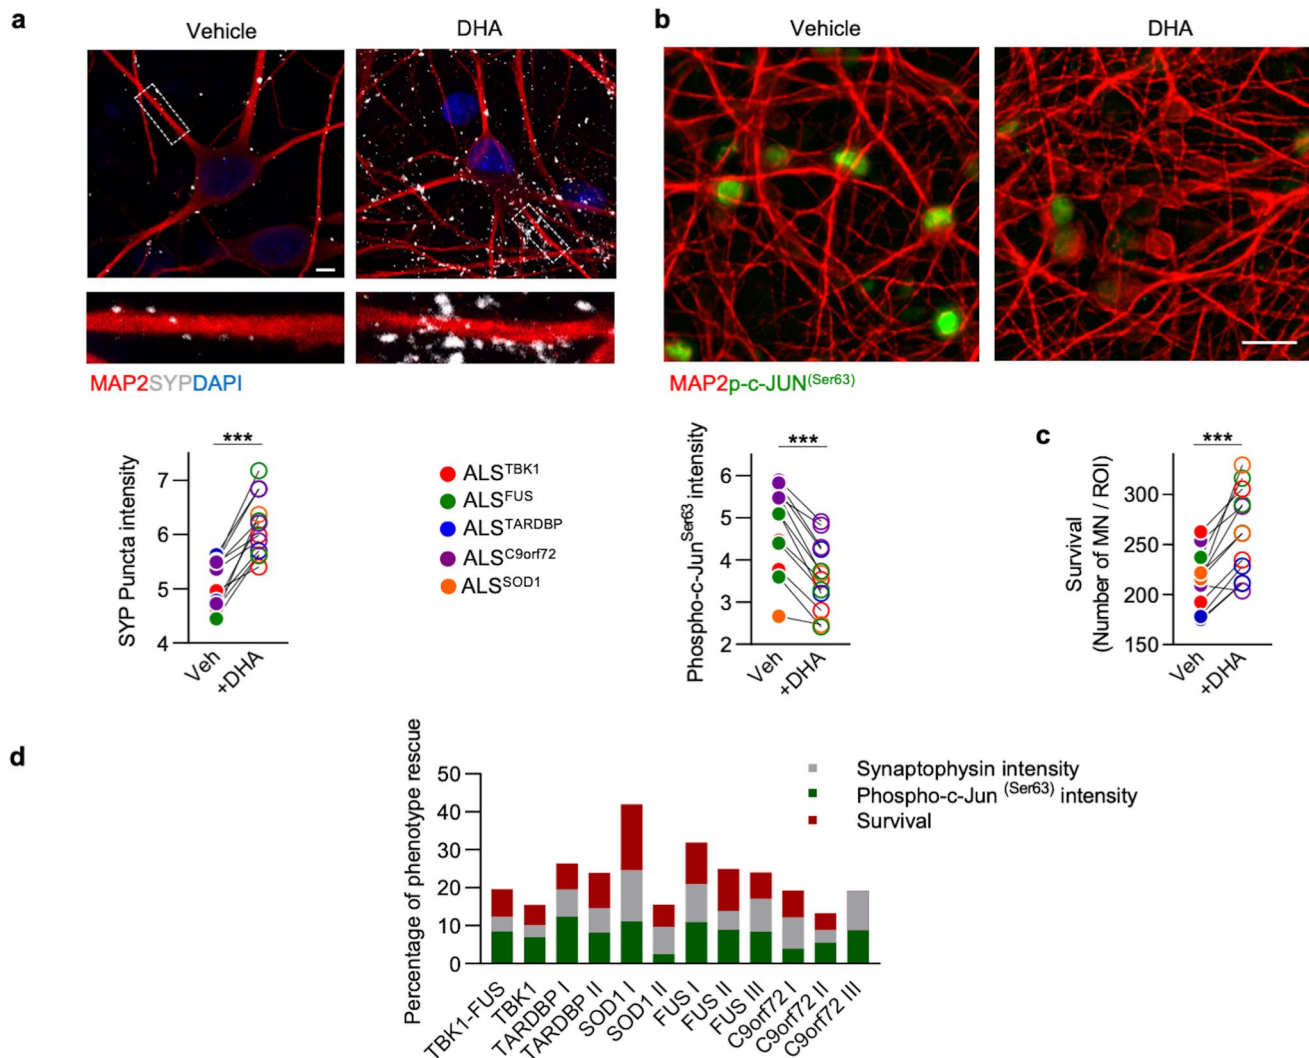 a
Vehicle
DHA
MAP2SYPDAPI
b
Vehicle
DHA
MAP2p-c-JUN(Ser63)
SYP Puncta intensity
7
6
5
4
Veh
+DHA
***
ALSTBK1
ALSFUS
ALSTARDBP
ALSC9orf72
ALSSOD1
Phospho-c-JunSer63 intensity
6
5
4
3
2
Veh
+DHA
***
c
Survival
(Number of MN / ROI)
300
250
200
150
Veh
+DHA
***
d
Percentage of phenotype rescue
50
40
30
20
10
0
TBK1-FUS
TBK1
TARDBP I
TARDBP II
SOD1 I
SOD1 II
FUS I
FUS II
FUS III
C9orf72 I
C9orf72 II
C9orf72 III
Synaptophysin intensity
Phospho-c-Jun (Ser63) intensity
Survival